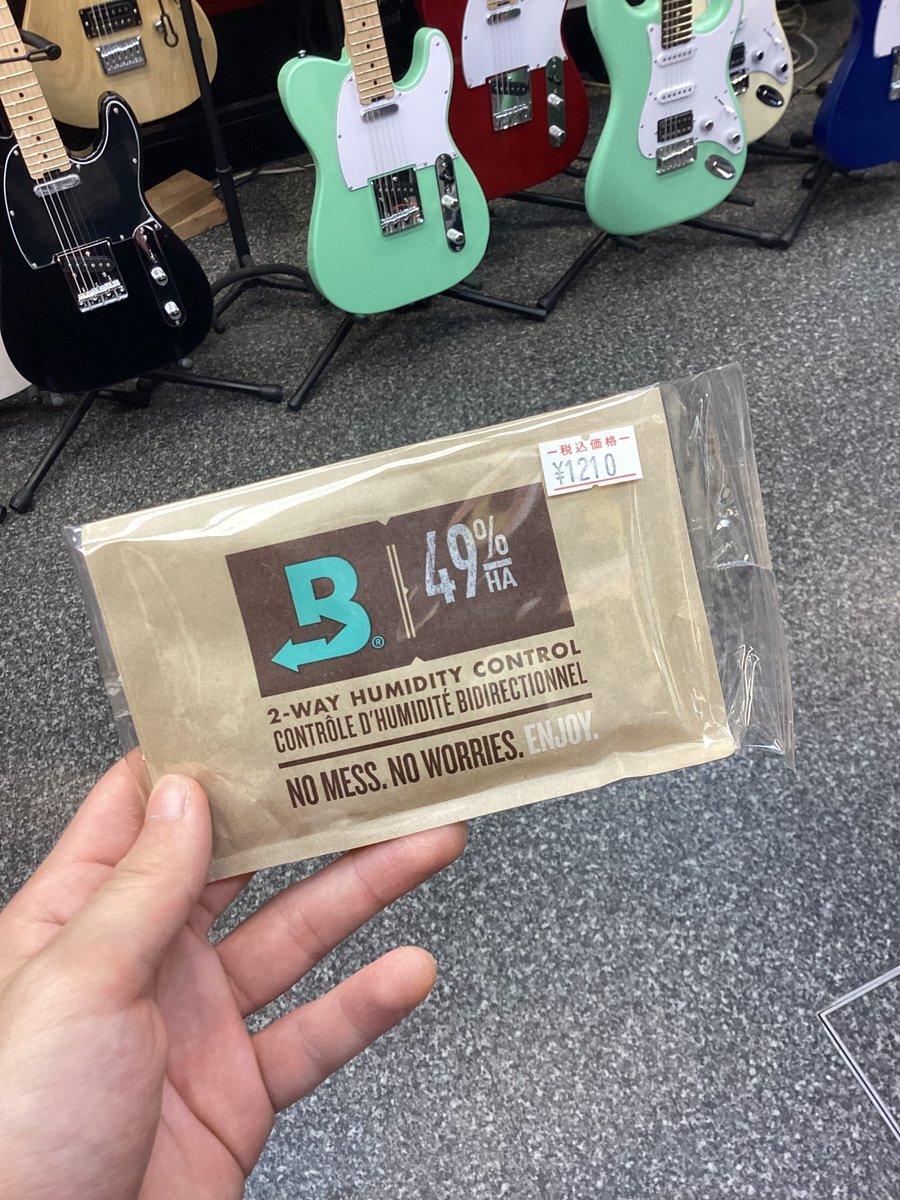 税込価格
¥1210
B®
49%
HA
2-WAY HUMIDITY CONTROL
CONTRÔLE D'HUMIDITÉ BIDIRECTIONNEL
NO MESS. NO WORRIES. ENJOY.